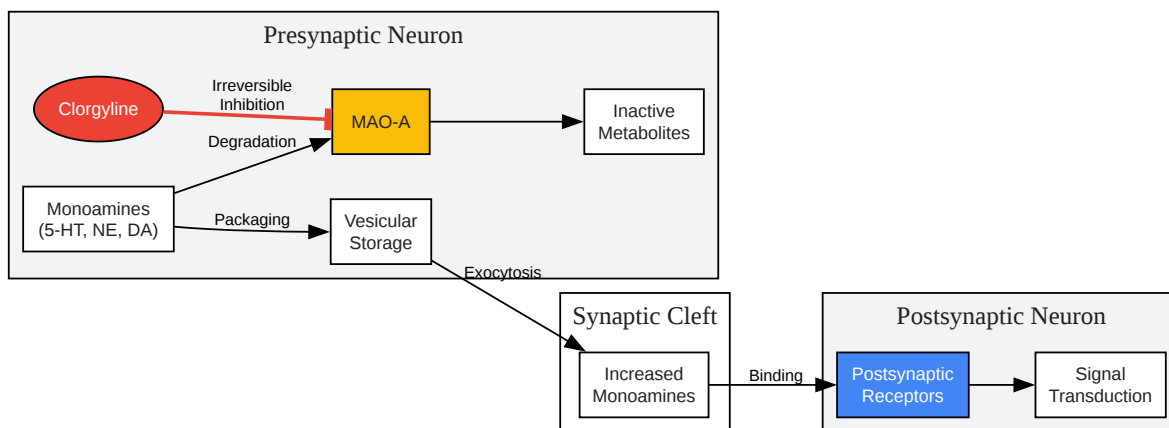 Presynaptic Neuron
Clorgyline
Irreversible
Inhibition
MAO-A
Inactive
Metabolites
Degradation
Monoamines
(5-HT, NE, DA)
Packaging
Vesicular
Storage
Exocytosis
Synaptic Cleft
Increased
Monoamines
Binding
Postsynaptic Neuron
Postsynaptic
Receptors
Signal
Transduction